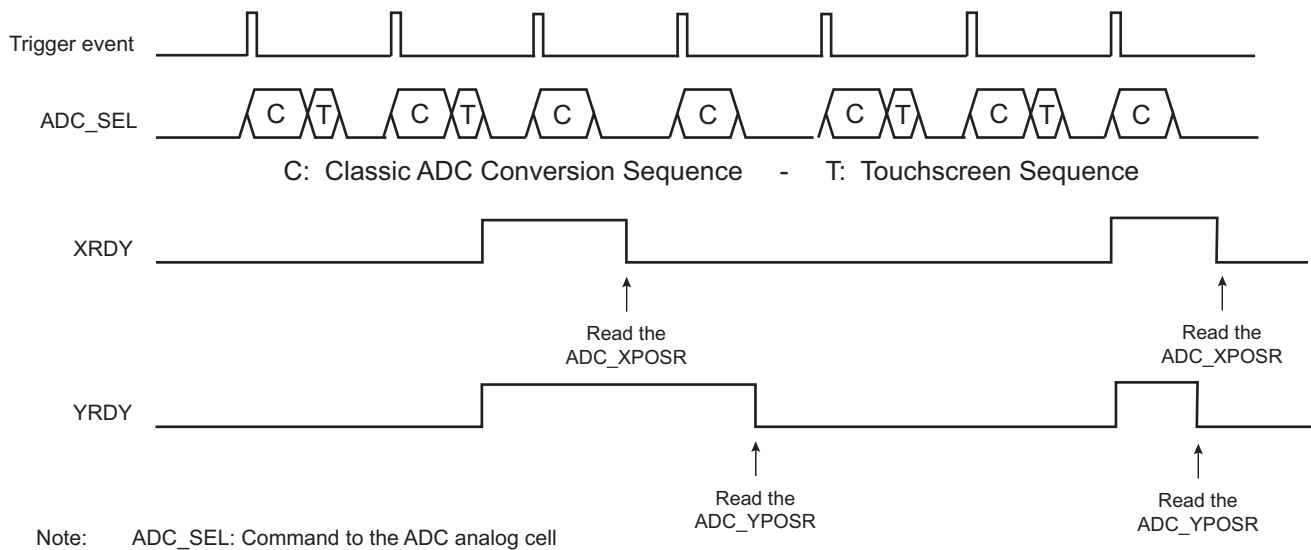 Trigger event
ADC_SEL
C T C T C C C T C T C
C: Classic ADC Conversion Sequence - T: Touchscreen Sequence
XRDY
Read the
ADC_XPOSR
Read the
ADC_XPOSR
YRDY
Read the
ADC_YPOSR
Read the
ADC_YPOSR
Note: ADC_SEL: Command to the ADC analog cell